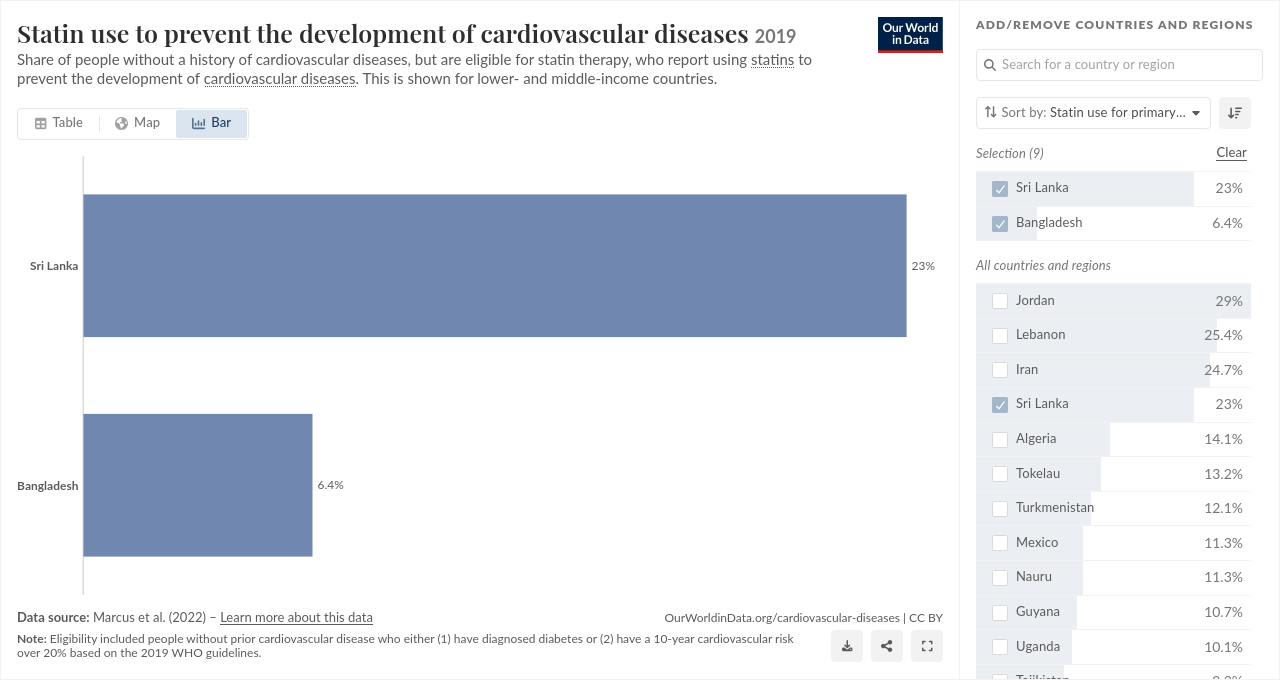 Statin use to prevent the development of cardiovascular diseases 2019
Share of people without a history of cardiovascular diseases, but are eligible for statin therapy, who report using statins to
prevent the development of cardiovascular diseases. This is shown for lower- and middle-income countries.
Our World
in Data
Table
Map
Bar
Sri Lanka
23%
Bangladesh
6.4%
Data source: Marcus et al. (2022) – Learn more about this data
OurWorldinData.org/cardiovascular-diseases | CC BY
Note: Eligibility included people without prior cardiovascular disease who either (1) have diagnosed diabetes or (2) have a 10-year cardiovascular risk
over 20% based on the 2019 WHO guidelines.
ADD/REMOVE COUNTRIES AND REGIONS
Search for a country or region
Sort by: Statin use for primary...
Selection (9)
Clear
Sri Lanka 23%
Bangladesh 6.4%
All countries and regions
Jordan 29%
Lebanon 25.4%
Iran 24.7%
Sri Lanka 23%
Algeria 14.1%
Tokelau 13.2%
Turkmenistan 12.1%
Mexico 11.3%
Nauru 11.3%
Guyana 10.7%
Uganda 10.1%